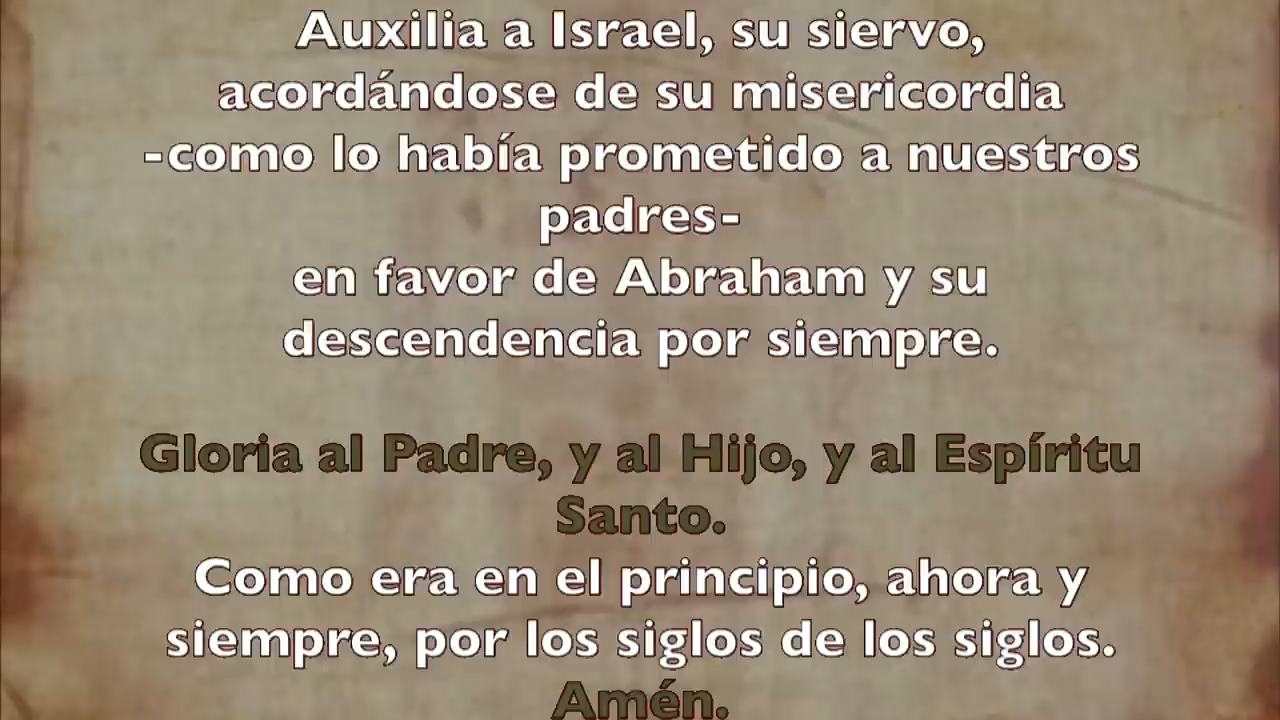 Auxilia a Israel, su siervo,
acordándose de su misericordia
-como lo había prometido a nuestros
padres-
en favor de Abraham y su
descendencia por siempre.
Gloria al Padre, y al Hijo, y al Espíritu
Santo.
Como era en el principio, ahora y
siempre, por los siglos de los siglos.
Amén.